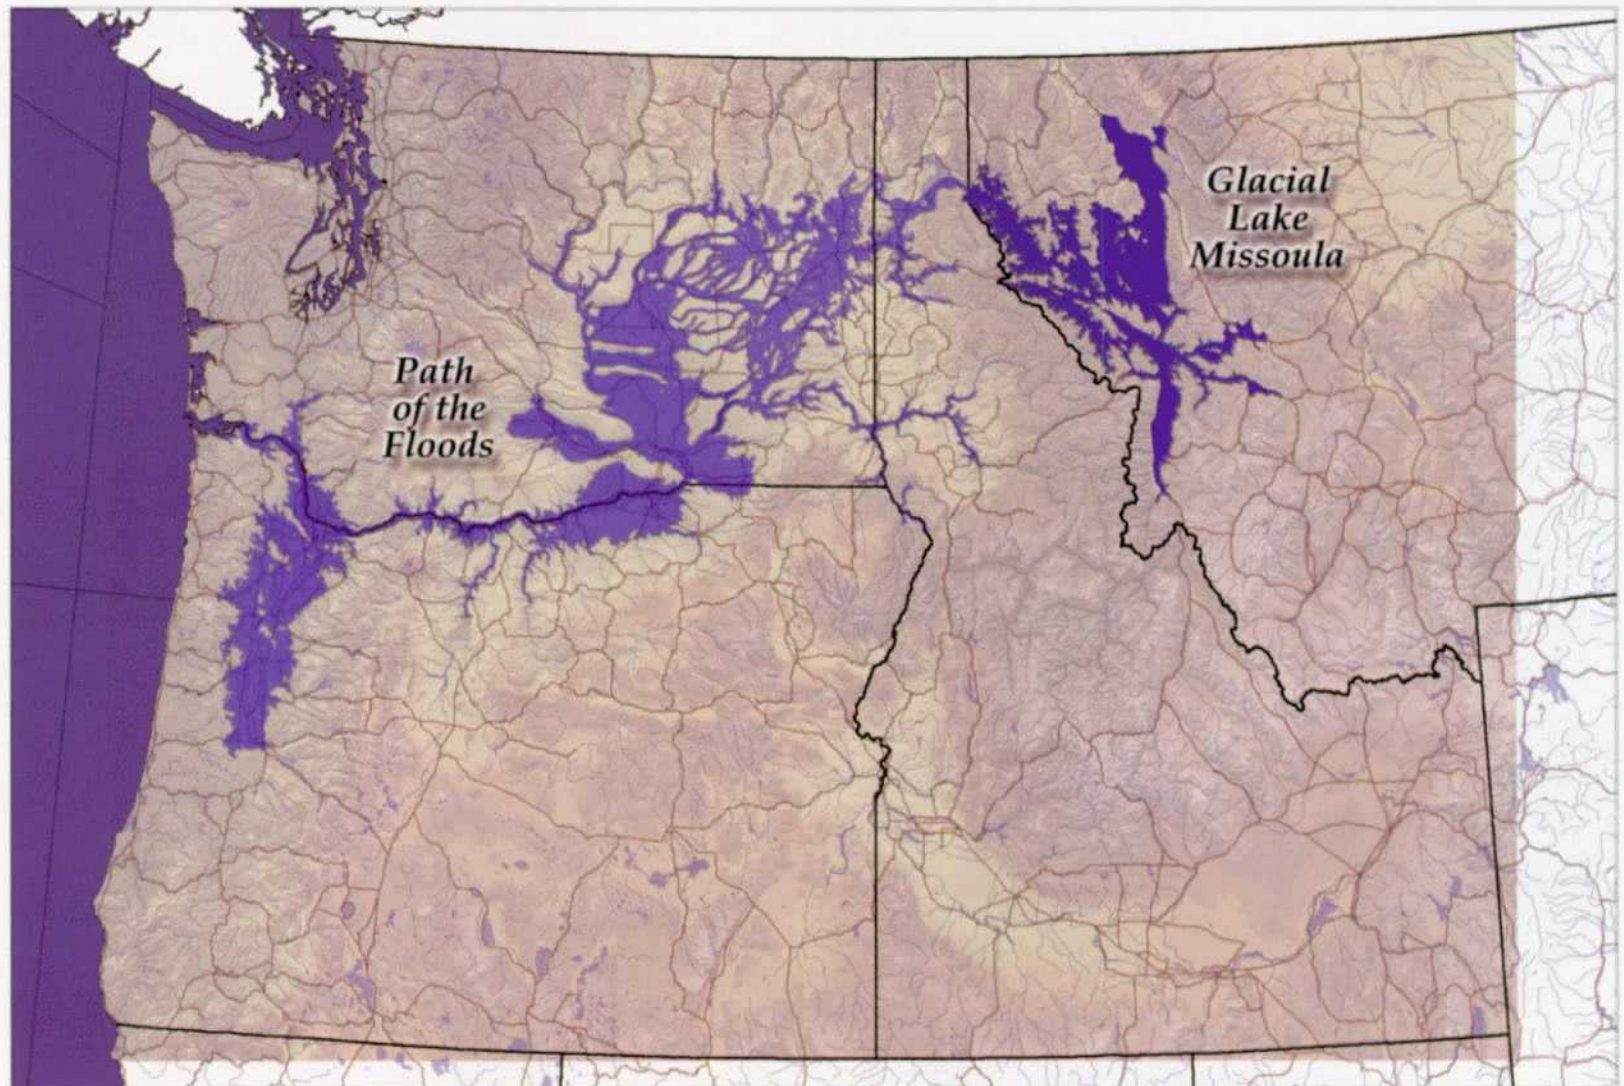 Path
of the
Floods
Glacial
Lake
Missoula